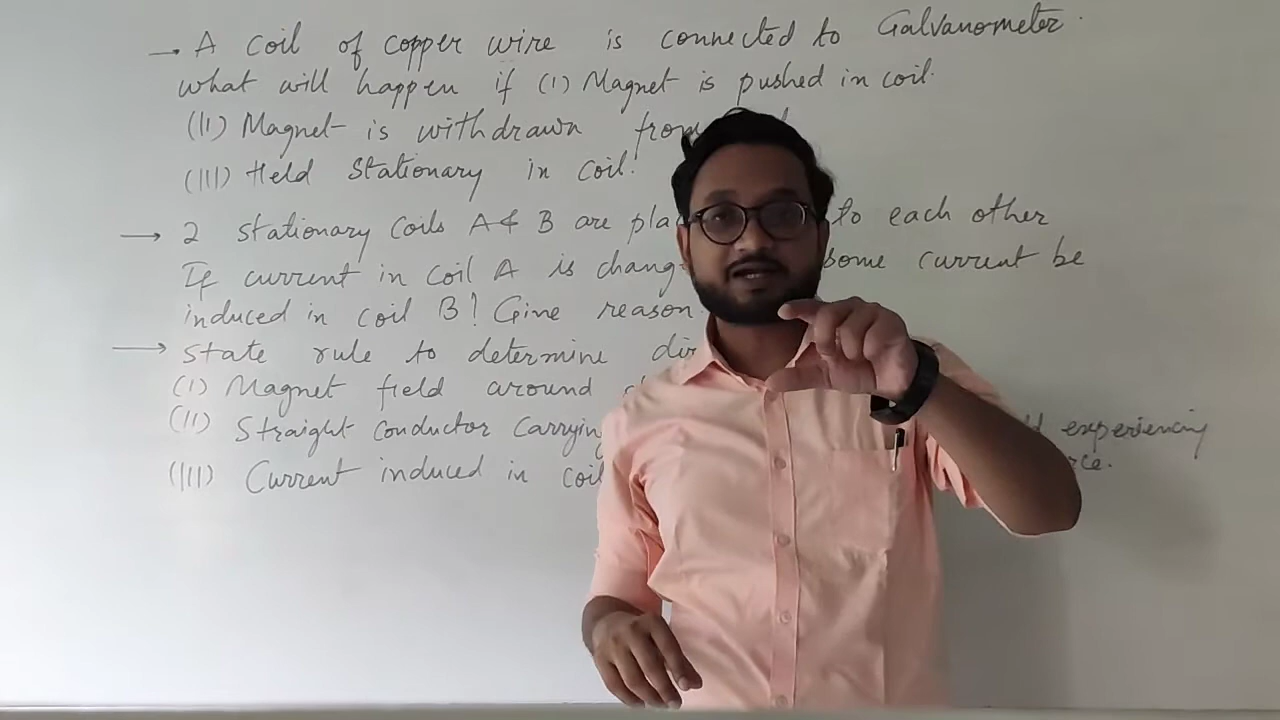 → A coil of copper wire is connected to Galvanometer.
what will happen if (I) Magnet is pushed in coil.
(II) Magnet is withdrawn from
(III) Held stationary in coil.
→ 2 stationary coils A & B are to each other
If current in coil A is some current be
induced in coil B! Give reason
→ State rule to determine
(I) Magnet field around
(II) Straight conductor experiencing
(III) Current induced in coil